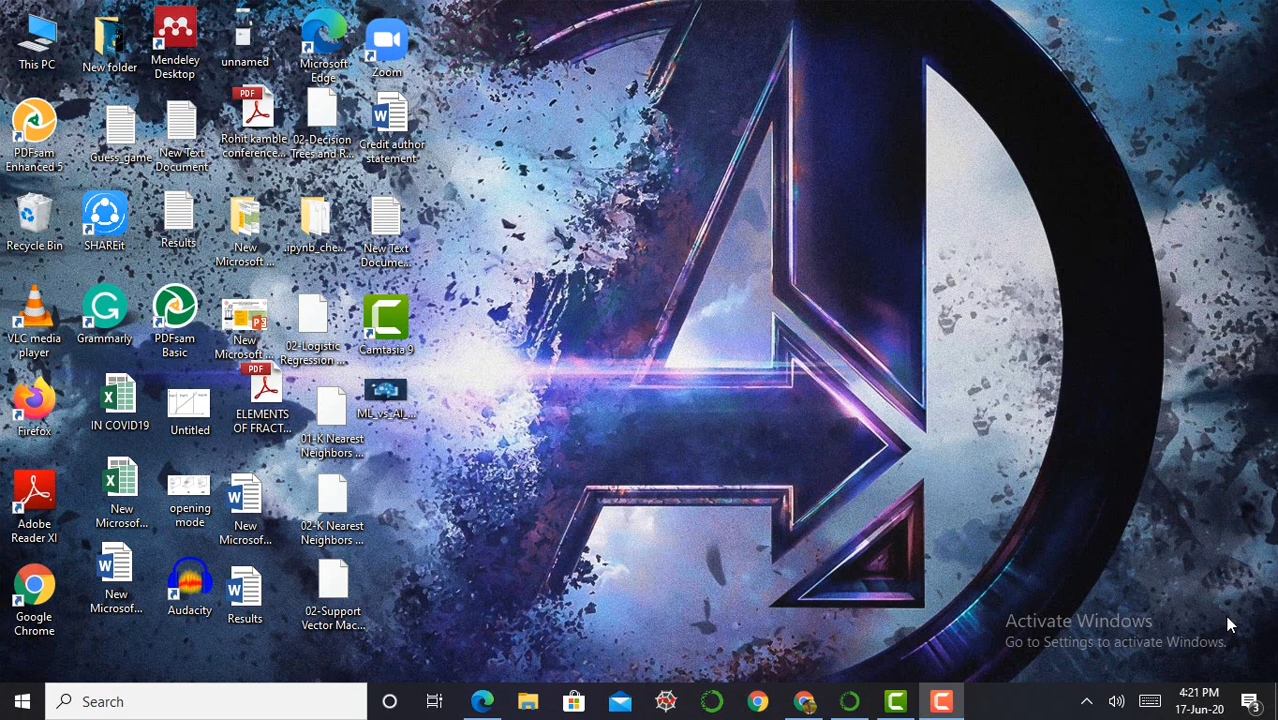 This PC
New folder
Mendeley
Desktop
unnamed
Microsoft
Edge
Zoom
PDFsam
Enhanced 5
Guess_game
New Text
Document
PDF
Rohit kamble
conference...
02-Decision
Trees and R...
Credit author
statement
Recycle Bin
SHAREit
Results
New
Microsoft ...
.ipynb_che...
New Text
Docume...
VLC media
player
Grammarly
PDFsam
Basic
New
Microsoft ...
02-Logistic
Regression ...
Camtasia 9
Firefox
IN COVID19
Untitled
PDF
ELEMENTS
OF FRACT...
01-K Nearest
Neighbors ...
ML_vs_AI_...
Adobe
Reader XI
New
Microsof...
opening
mode
New
Microsof...
02-K Nearest
Neighbors ...
Google
Chrome
New
Microsof...
Audacity
Results
02-Support
Vector Mac...
Activate Windows
Go to Settings to activate Windows.
Search
4:21 PM
17-Jun-20
3